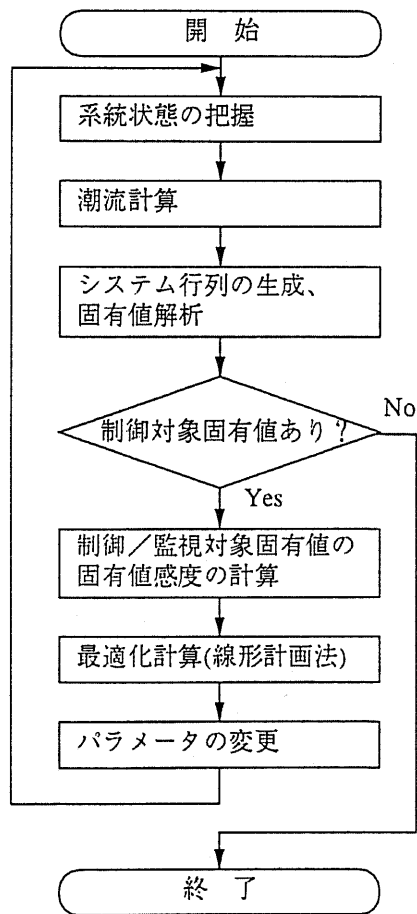 開 始
系統状態の把握
潮流計算
システム行列の生成、
固有値解析
制御対象固有値あり?
No
Yes
制御／監視対象固有値の
固有値感度の計算
最適化計算(線形計画法)
パラメータの変更
終 了